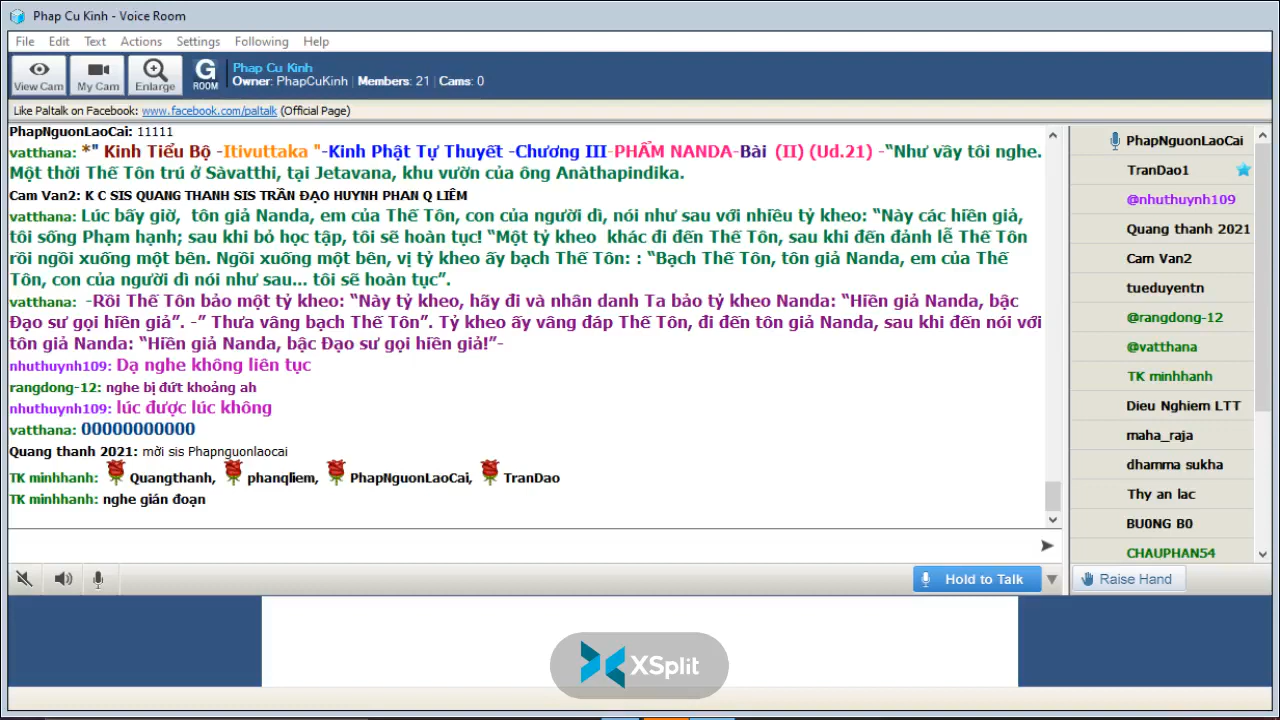 Phap Cu Kinh - Voice Room
File Edit Text Actions Settings Following Help
View Cam My Cam Enlarge G ROOM
Phap Cu Kinh
Owner: PhapCuKinh | Members: 21 | Cams: 0
Like Paltalk on Facebook: www.facebook.com/paltalk (Official Page)
PhapNguonLaoCai: 11111
vatthana: *" Kinh Tiểu Bộ -Itivuttaka "-Kinh Phật Tự Thuyết -Chương III-PHẨM NANDA-Bài (II) (Ud.21) -“Như vầy tôi nghe.
Một thời Thế Tôn trú ở Sàvatthi, tại Jetavana, khu vườn của ông Anàthapindika.
Cam Van2: K C SIS QUANG THANH SIS TRẦN ĐẠO HUYNH PHAN Q LIÊM
vatthana: Lúc bấy giờ, tôn giả Nanda, em của Thế Tôn, con của người dì, nói như sau với nhiều tỷ kheo: “Này các hiền giả,
tôi sống Phạm hạnh; sau khi bỏ học tập, tôi sẽ hoàn tục! “Một tỷ kheo khác đi đến Thế Tôn, sau khi đến đảnh lễ Thế Tôn
rồi ngồi xuống một bên. Ngồi xuống một bên, vị tỷ kheo ấy bạch Thế Tôn: : “Bạch Thế Tôn, tôn giả Nanda, em của Thế
Tôn, con của người dì nói như sau... tôi sẽ hoàn tục”.
vatthana: -Rồi Thế Tôn bảo một tỷ kheo: “Này tỷ kheo, hãy đi và nhân danh Ta bảo tỷ kheo Nanda: “Hiền giả Nanda, bậc
Đạo sư gọi hiền giả”. -” Thưa vâng bạch Thế Tôn”. Tỷ kheo ấy vâng đáp Thế Tôn, đi đến tôn giả Nanda, sau khi đến nói với
tôn giả Nanda: “Hiền giả Nanda, bậc Đạo sư gọi hiền giả!”-
nhuthuynh109: Dạ nghe không liên tục
rangdong-12: nghe bị đứt khoảng ah
nhuthuynh109: lúc được lúc không
vatthana: 00000000000
Quang thanh 2021: mời sis Phapnguonlaocai
TK minhhanh: Quangthanh, phanqliem, PhapNguonLaoCai, TranDao
TK minhhanh: nghe gián đoạn
PhapNguonLaoCai
TranDao1
@nhuthuynh109
Quang thanh 2021
Cam Van2
tueduyentn
@rangdong-12
@vatthana
TK minhhanh
Dieu Nghiem LTT
maha_raja
dhamma sukha
Thy an lac
BU0NG B0
CHAUPHAN54
Hold to Talk
Raise Hand
XSplit